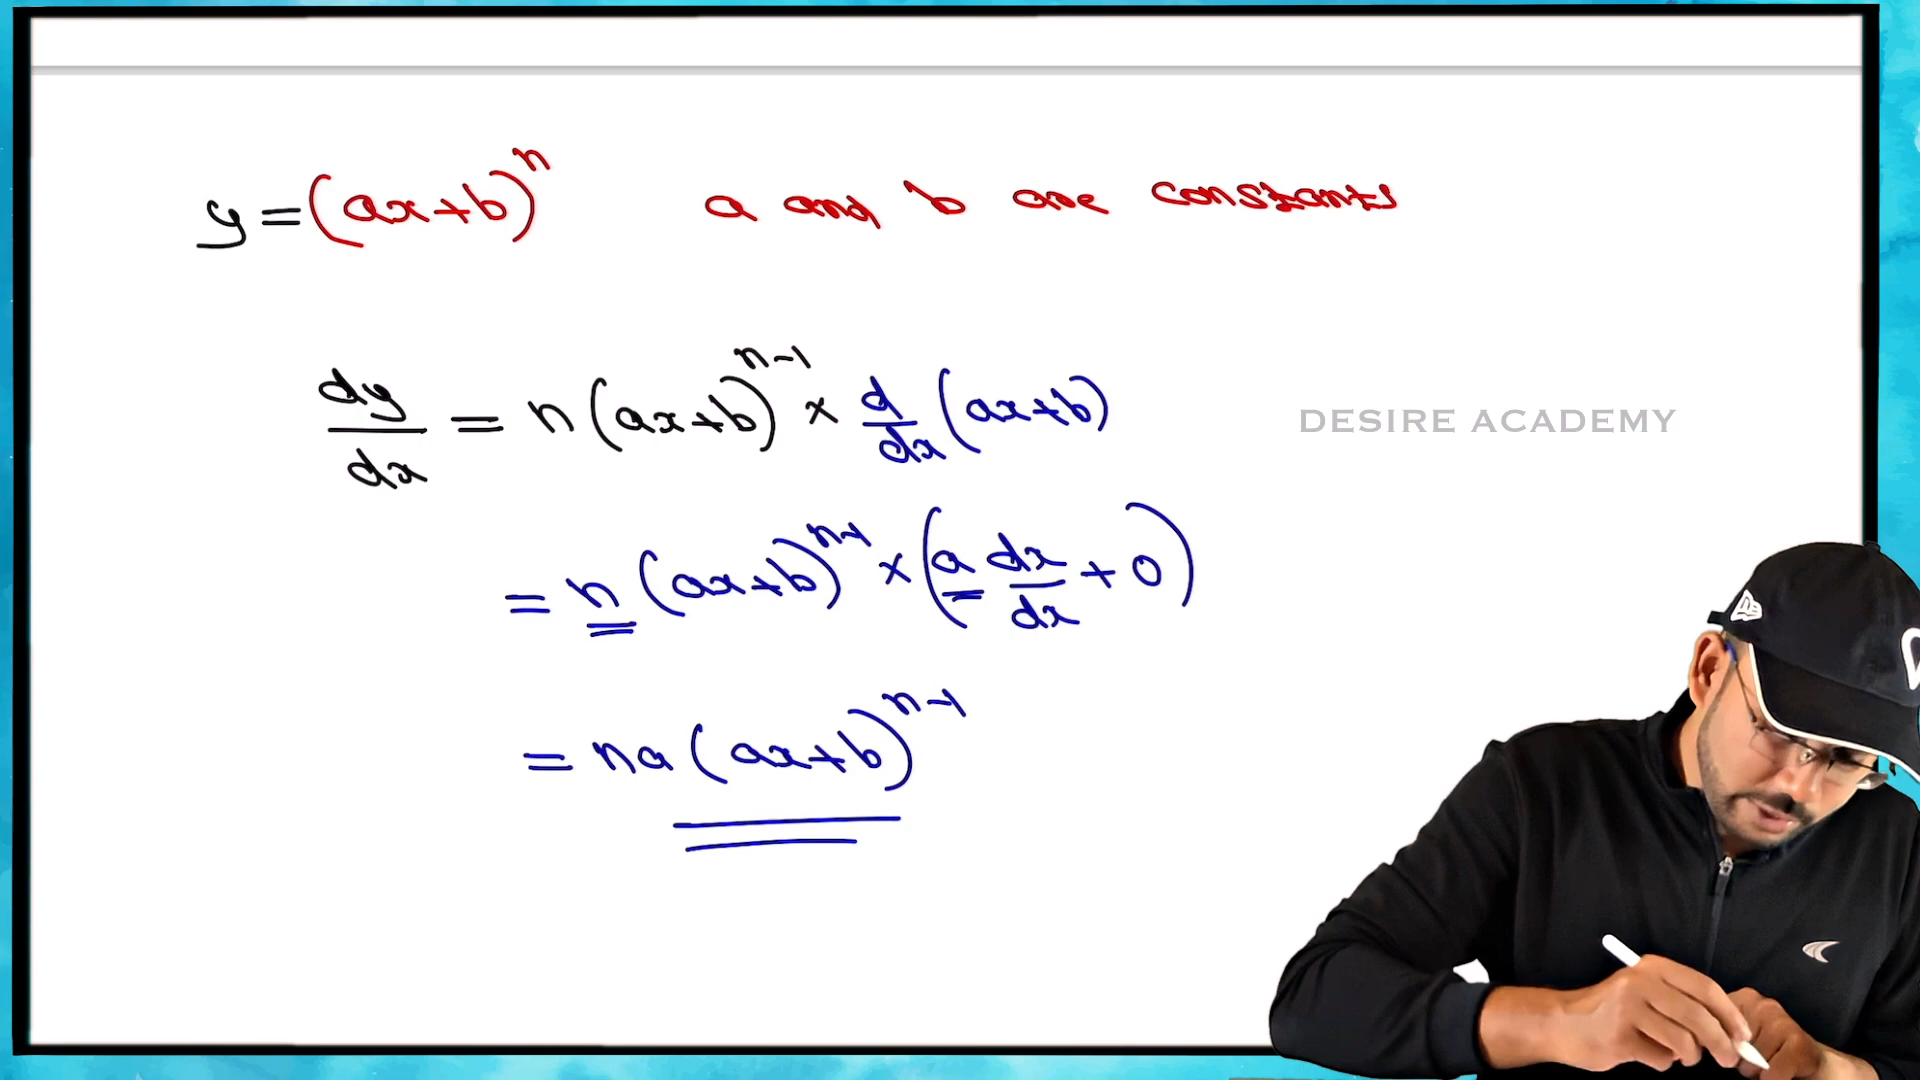 y = (ax+b)^n   a and b are constants
dy/dx = n(ax+b)^(n-1) × d/dx (ax+b)
DESIRE ACADEMY
= n(ax+b)^(n-1) × (a dx/dx + 0)
= na(ax+b)^(n-1)